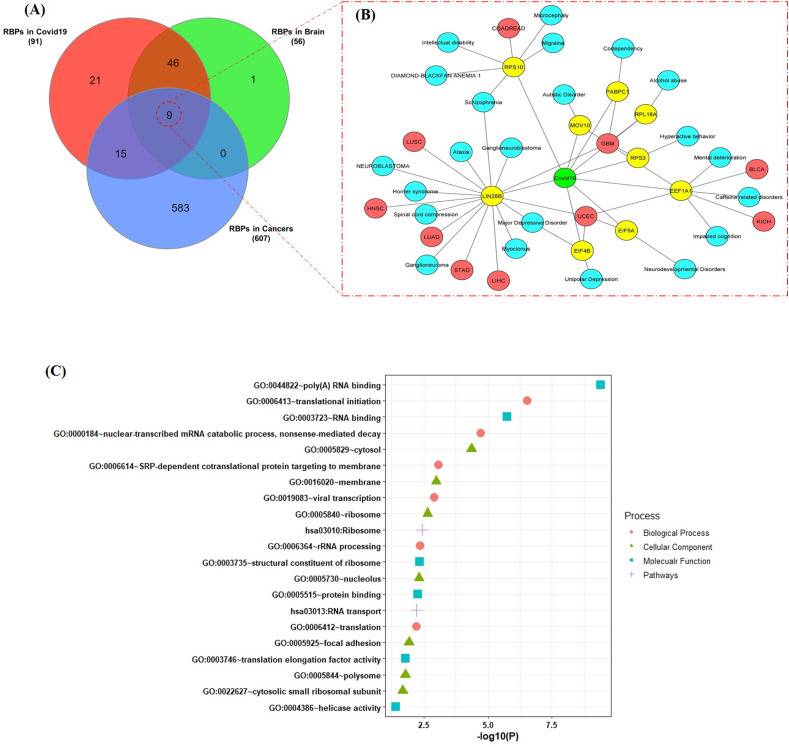 (A)
RBPs in Covid19
(91)
RBPs in Brain
(56)
21
46
1
9
15
0
583
RBPs in Cancers
(607)
(B)
Microcephaly
COADREAD
Intellectual disability
Migraine
RPS10
DIAMOND-BLACKFAN ANEMIA 1
Codependency
Alcohol abuse
PABPC1
Autistic Disorder
Schizophrenia
RPL18A
MOV10
Hyperactive behavior
LUSC
Ganglioneuroblastoma
GBM
Ataxia
RPS3
Mental deterioration
NEUROBLASTOMA
BLCA
Covid19
Horner syndrome
LIN28B
EEF1A1
Caffeine related disorders
HNSC
Spinal cord compression
UCEC
KICH
Major Depressive Disorder
LUAD
EIF5A
Impaired cognition
Myoclonus
EIF4B
Ganglioneuroma
STAD
Neurodevelopmental Disorders
LIHC
Unipolar Depression
(C)
GO:0044822~poly(A) RNA binding
GO:0006413~translational initiation
GO:0003723~RNA binding
GO:0000184~nuclear-transcribed mRNA catabolic process, nonsense-mediated decay
GO:0005829~cytosol
GO:0006614~SRP-dependent cotranslational protein targeting to membrane
GO:0016020~membrane
GO:0019083~viral transcription
GO:0005840~ribosome
hsa03010:Ribosome
GO:0006364~rRNA processing
GO:0003735~structural constituent of ribosome
GO:0005730~nucleolus
GO:0005515~protein binding
hsa03013:RNA transport
GO:0006412~translation
GO:0005925~focal adhesion
GO:0003746~translation elongation factor activity
GO:0005844~polysome
GO:0022627~cytosolic small ribosomal subunit
GO:0004386~helicase activity
2.5 5.0 7.5
-log10(P)
Process
Biological Process
Cellular Component
Molecualr Function
Pathways